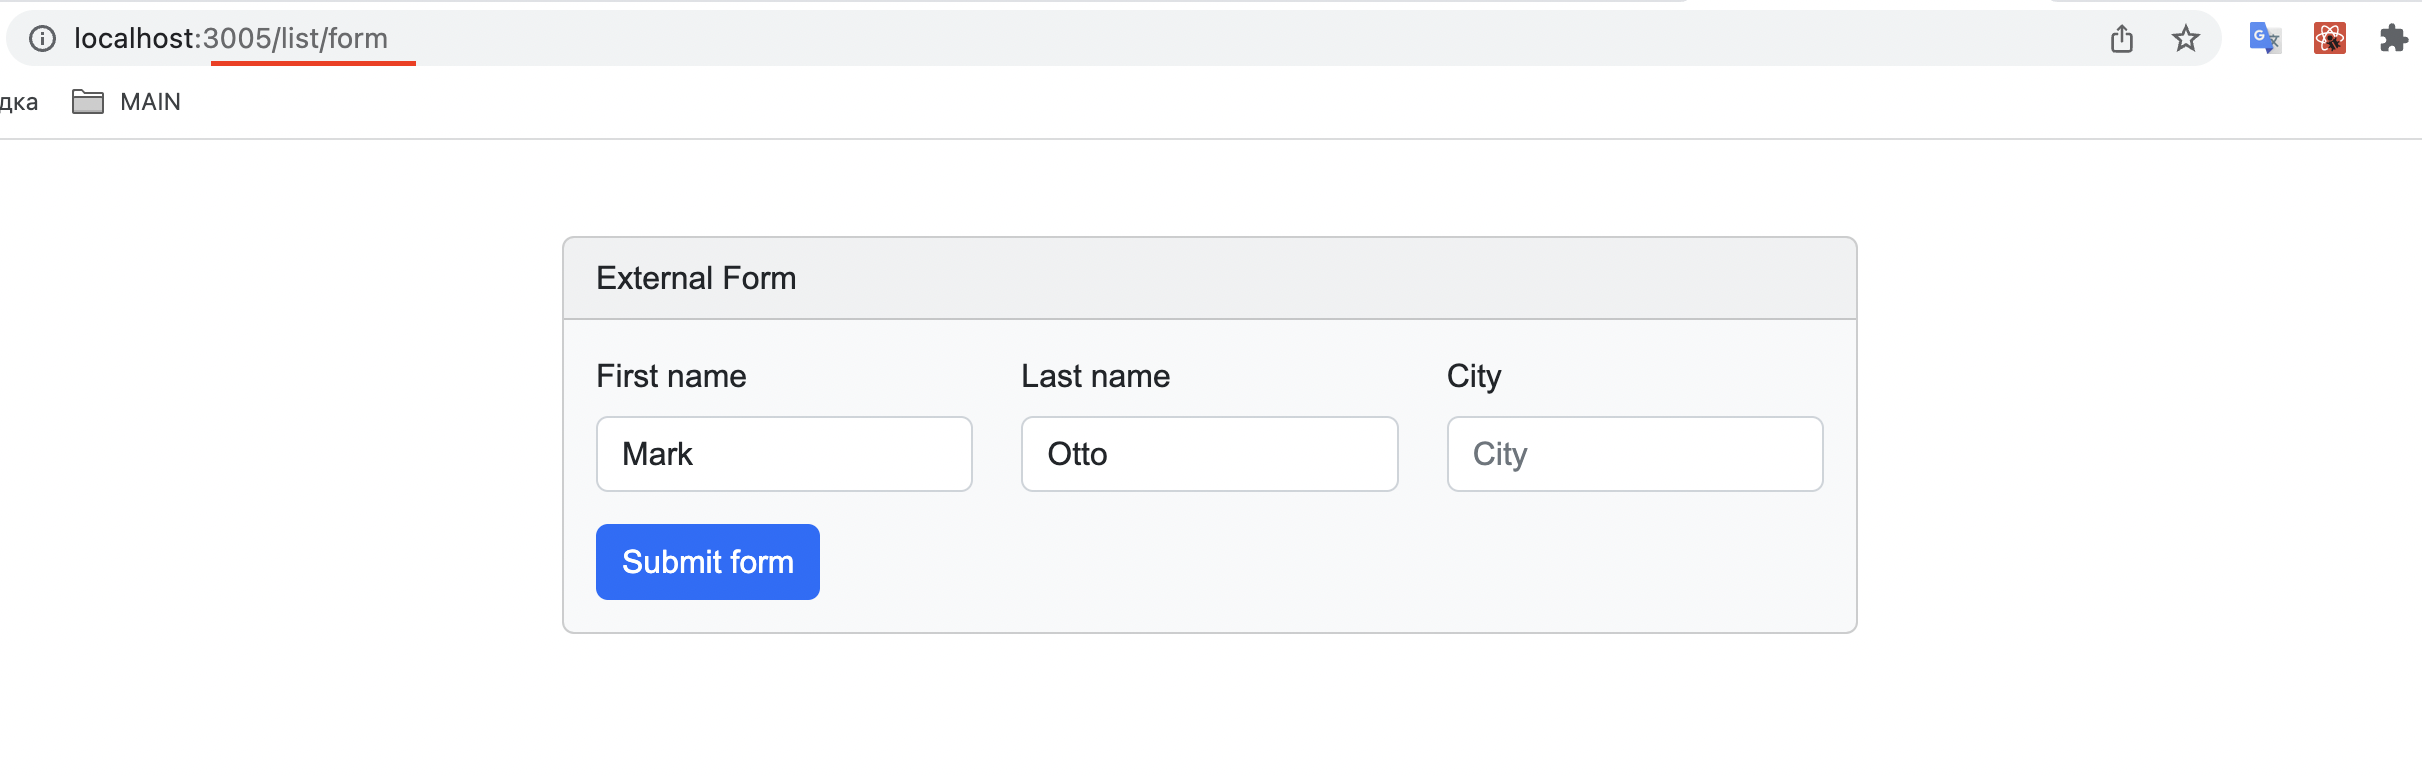 localhost:3005/list/form
дка MAIN
External Form
First name Last name City
Mark Otto City
Submit form